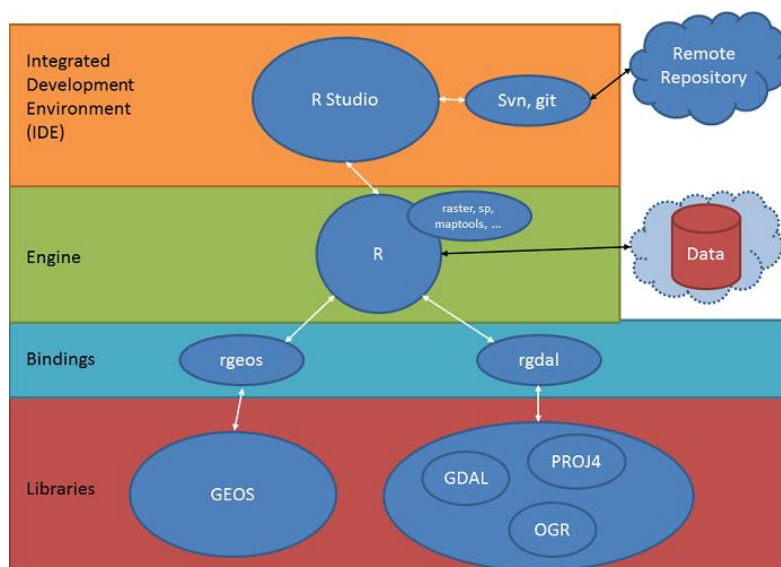 Integrated
Development
Environment
(IDE)
R Studio
Svn, git
Remote
Repository
Engine
raster, sp,
maptools, ...
R
Data
Bindings
rgeos
rgdal
Libraries
GEOS
GDAL
PROJ4
OGR